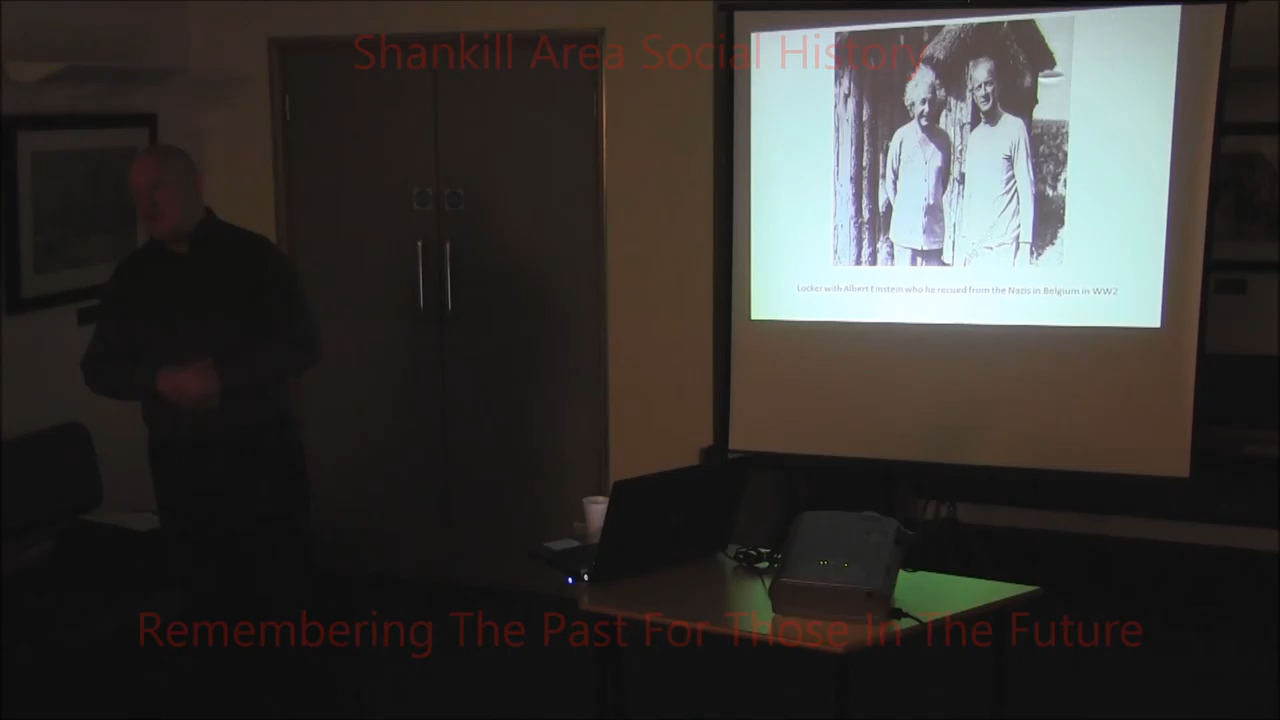 Shankill Area Social History
Locker with Albert Einstein who he recued from the Nazis in Belgium in WW2
Remembering The Past For Those In The Future